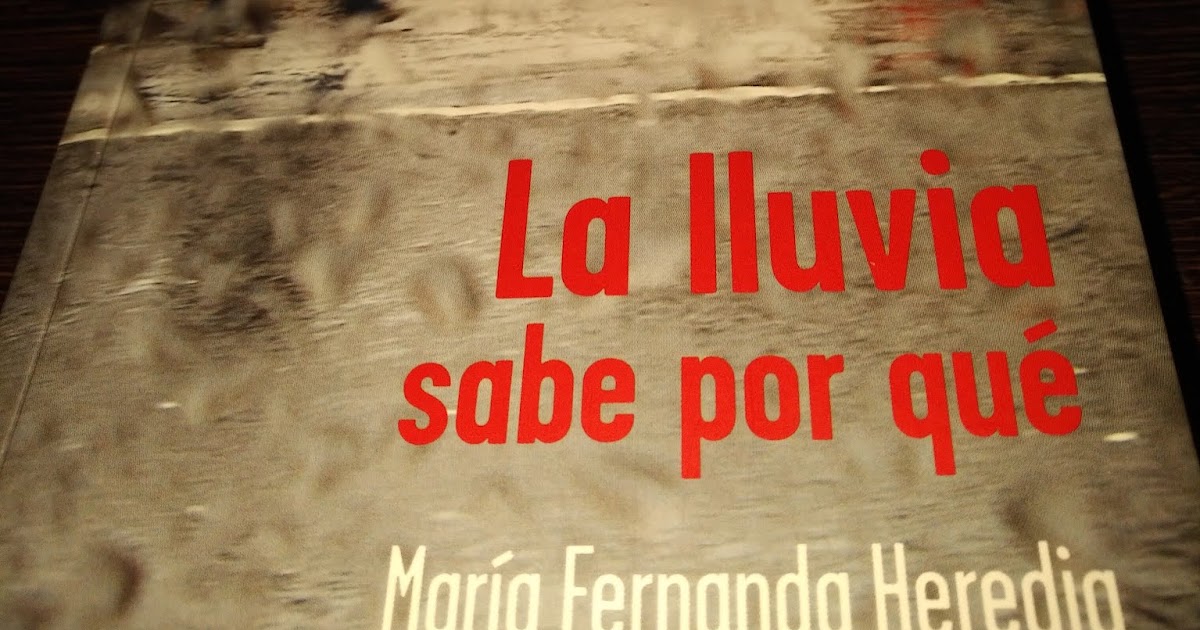 La lluvia
sabe por qué
María Fernanda Heredia